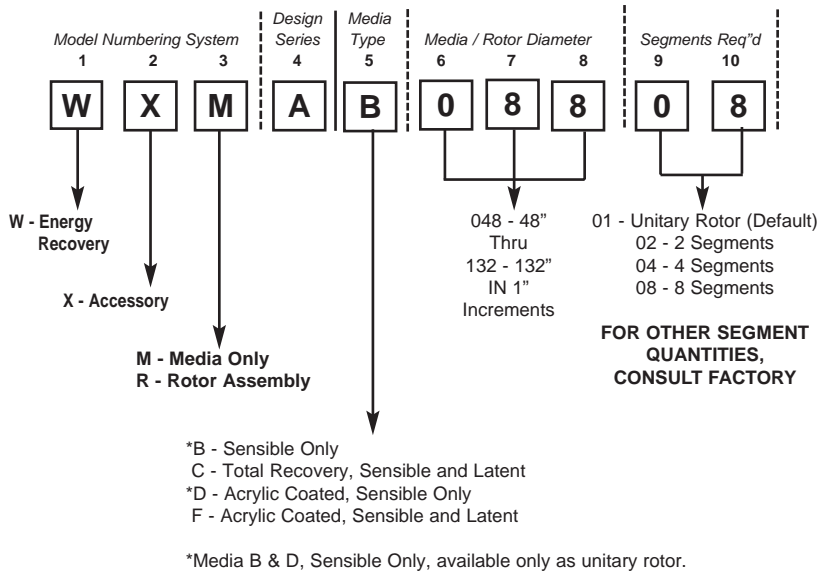 Model Numbering System
Design
Series
Media
Type
Media / Rotor Diameter
Segments Req"d
1 2 3 4 5 6 7 8 9 10
W X M A B 0 8 8 0 8
W - Energy
Recovery
X - Accessory
M - Media Only
R - Rotor Assembly
048 - 48"
Thru
132 - 132"
IN 1"
Increments
01 - Unitary Rotor (Default)
02 - 2 Segments
04 - 4 Segments
08 - 8 Segments
FOR OTHER SEGMENT
QUANTITIES,
CONSULT FACTORY
*B - Sensible Only
C - Total Recovery, Sensible and Latent
*D - Acrylic Coated, Sensible Only
F - Acrylic Coated, Sensible and Latent
*Media B & D, Sensible Only, available only as unitary rotor.